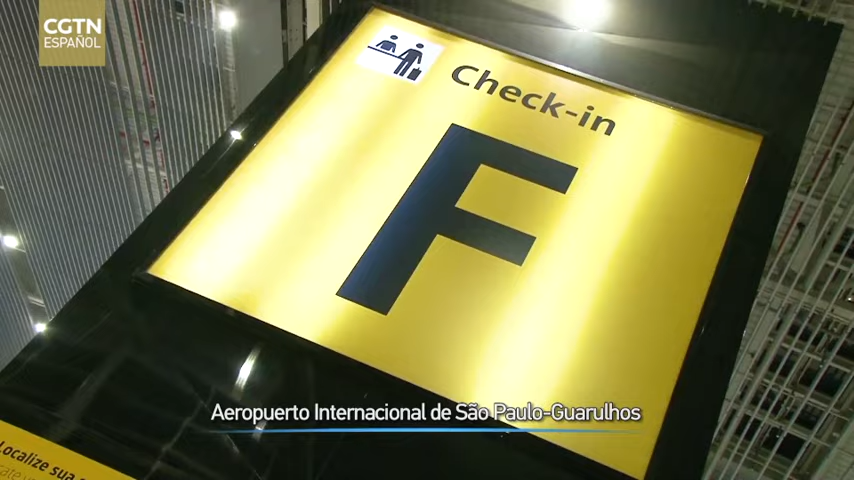 CGTN
ESPAÑOL
Check-in
F
Aeropuerto Internacional de São Paulo-Guarulhos
Localize sua